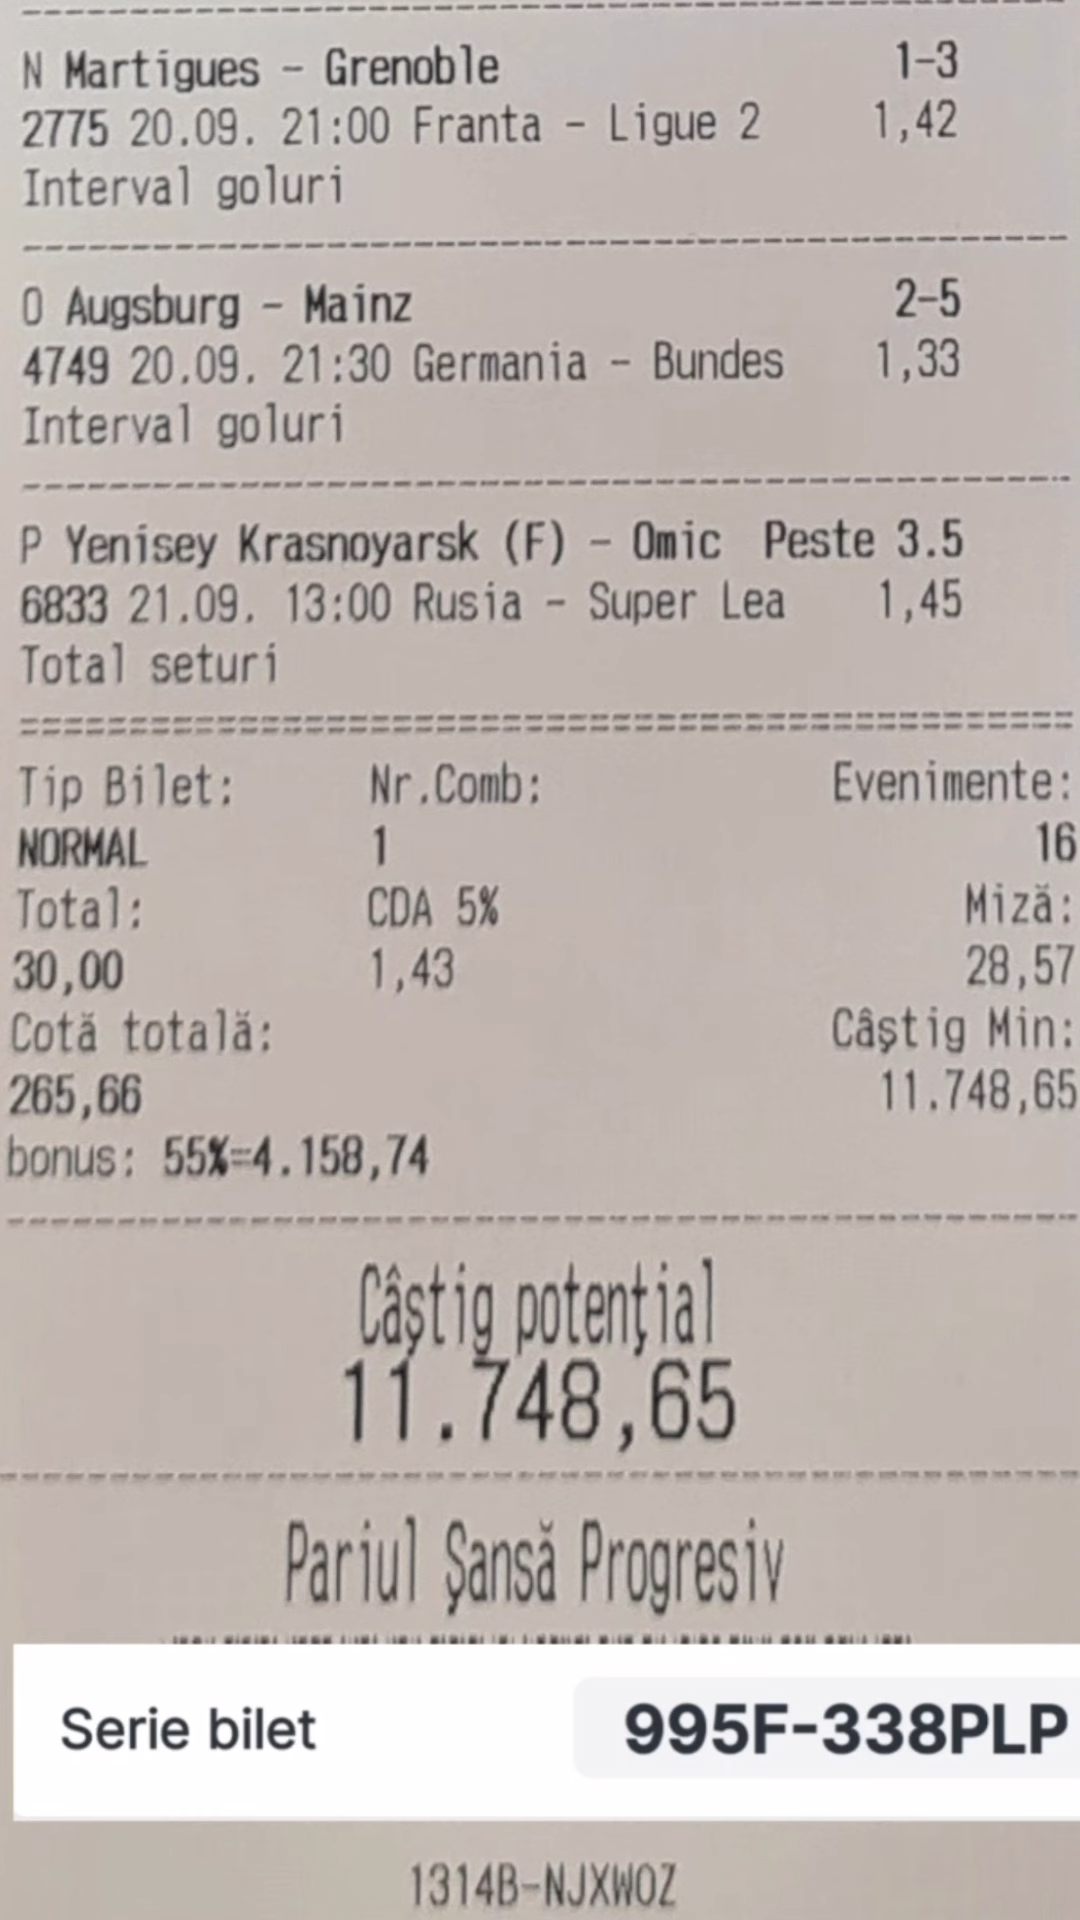 N Martigues - Grenoble 1-3
2775 20.09. 21:00 Franta - Ligue 2 1,42
Interval goluri
O Augsburg - Mainz 2-5
4749 20.09. 21:30 Germania - Bundes 1,33
Interval goluri
P Yenisey Krasnoyarsk (F) - Omic Peste 3.5
6833 21.09. 13:00 Rusia - Super Lea 1,45
Total seturi
Tip Bilet: Nr.Comb: Evenimente:
NORMAL 1 16
Total: CDA 5% Miză:
30,00 1,43 28,57
Cotă totală: Câştig Min:
265,66 11.748,65
bonus: 55%=4.158,74
Câştig potenţial
11.748,65
Pariul Şansă Progresiv
Serie bilet 995F-338PLP
1314B-NJXWOZ